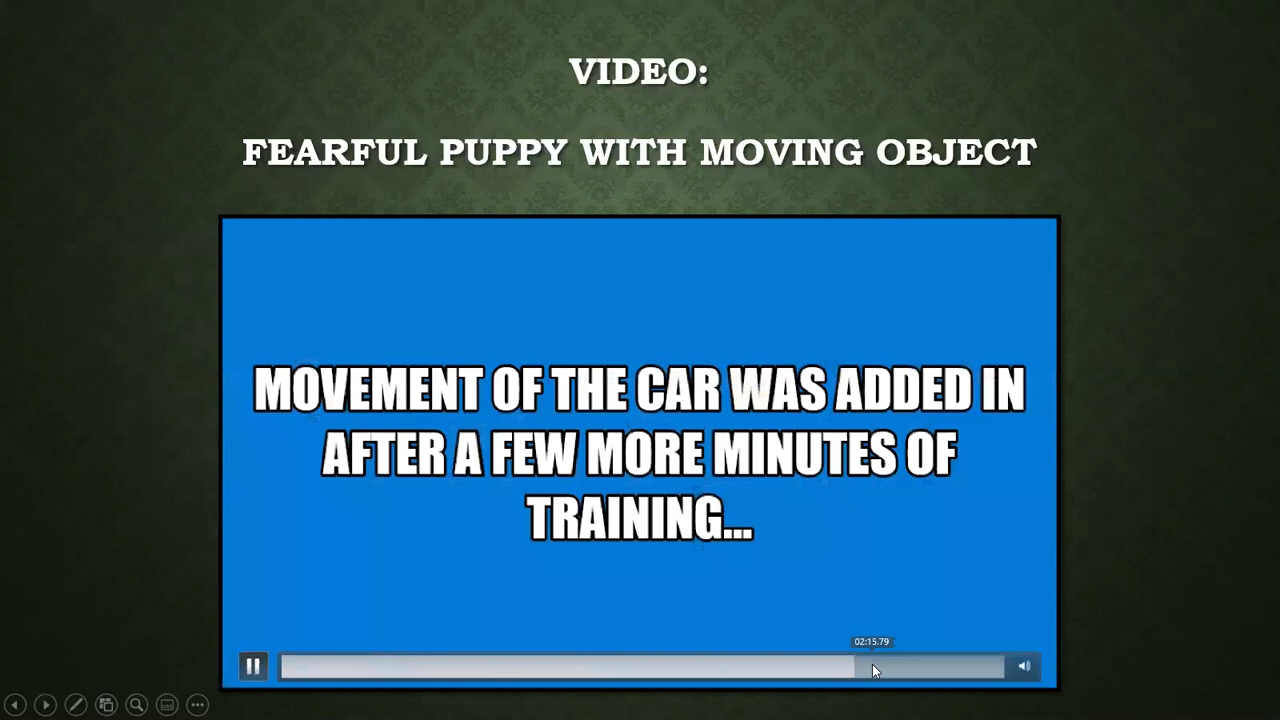 VIDEO:
FEARFUL PUPPY WITH MOVING OBJECT
MOVEMENT OF THE CAR WAS ADDED IN
AFTER A FEW MORE MINUTES OF
TRAINING...
02:15.79